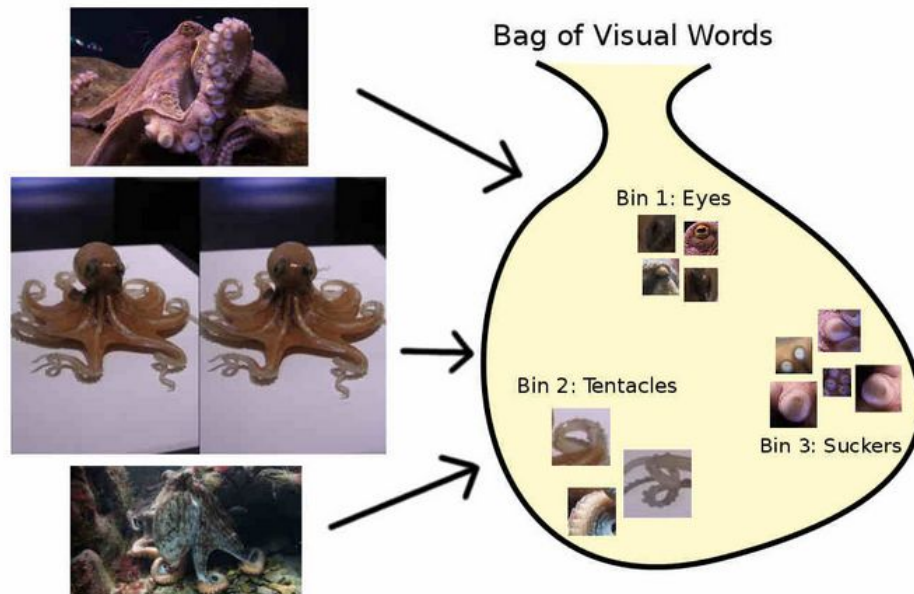 Bag of Visual Words
Bin 1: Eyes
Bin 2: Tentacles
Bin 3: Suckers